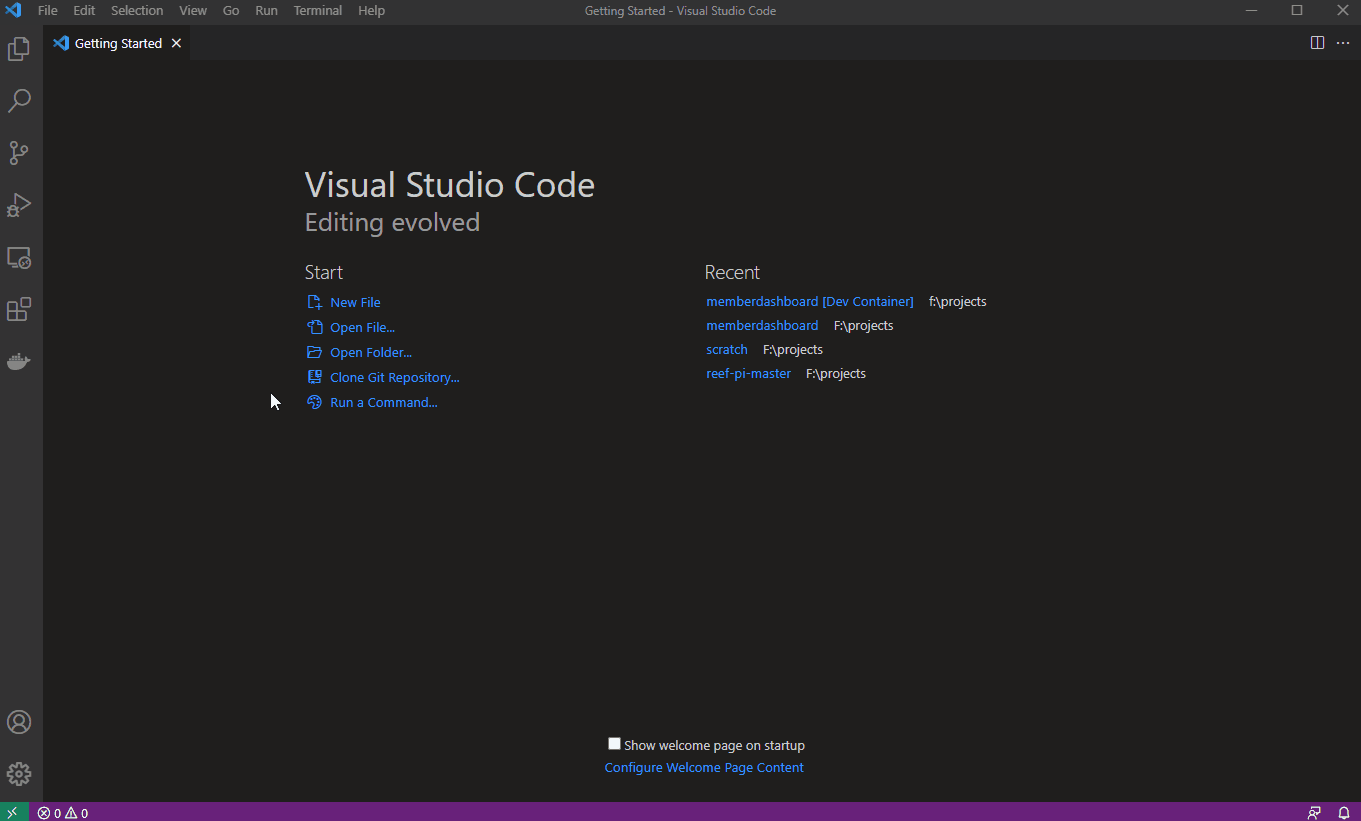 File Edit Selection View Go Run Terminal Help Getting Started - Visual Studio Code
Getting Started
Visual Studio Code
Editing evolved
Start
New File
Open File...
Open Folder...
Clone Git Repository...
Run a Command...
Recent
memberdashboard [Dev Container] f:\projects
memberdashboard F:\projects
scratch F:\projects
reef-pi-master F:\projects
Show welcome page on startup
Configure Welcome Page Content
0 0